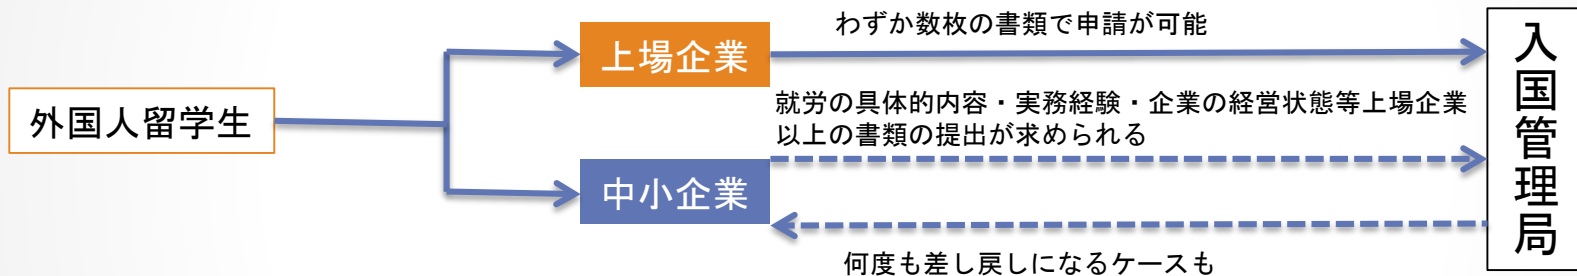 わずか数枚の書類で申請が可能
上場企業
外国人留学生
就労の具体的内容・実務経験・企業の経営状態等上場企業
以上の書類の提出が求められる
中小企業
何度も差し戻しになるケースも
入国管理局